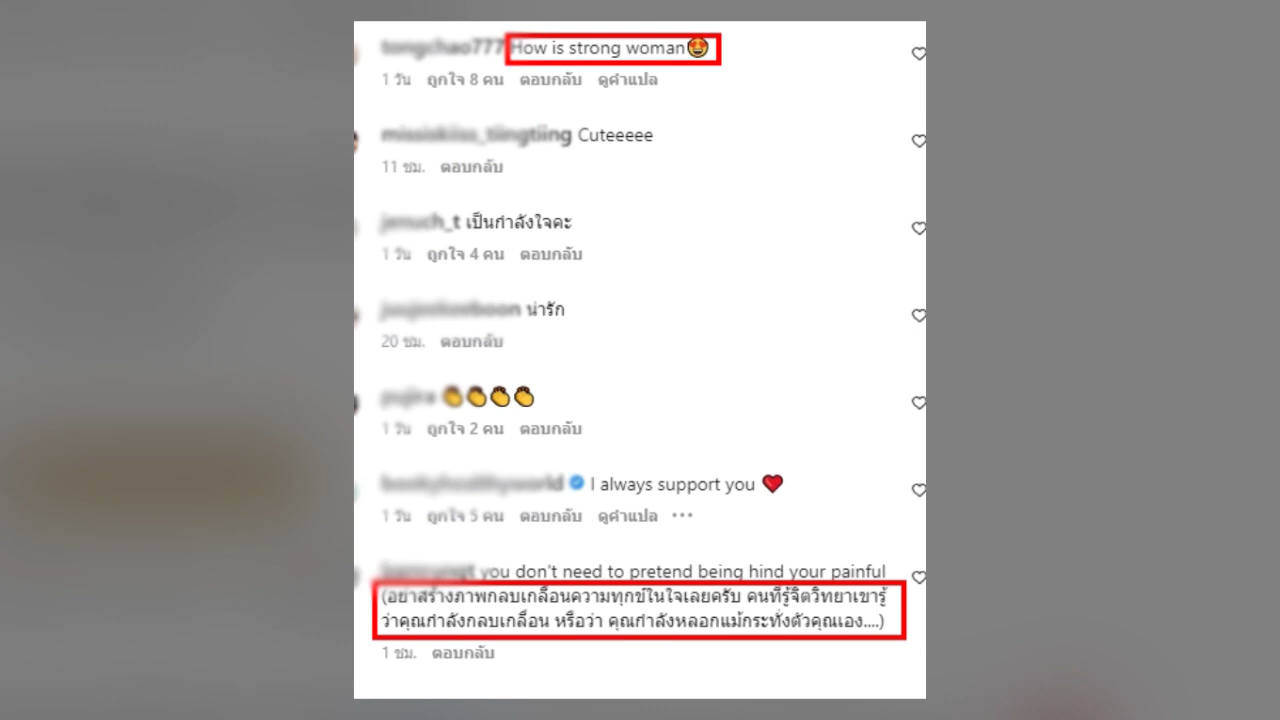 How is strong woman😍
1 วัน ถูกใจ 8 คน ตอบกลับ ดูคำแปล
Cuteeeee
11 ชม. ตอบกลับ
เป็นกำลังใจคะ
1 วัน ถูกใจ 4 คน ตอบกลับ
น่ารัก
20 ชม. ตอบกลับ
👏👏👏👏
1 วัน ถูกใจ 2 คน ตอบกลับ
I always support you ❤️
1 วัน ถูกใจ 5 คน ตอบกลับ ดูคำแปล •••
you don't need to pretend being hind your painful
(อย่าสร้างภาพกลบเกลื่อนความทุกข์ในใจเลยครับ คนที่รู้จิตวิทยาเขารู้
ว่าคุณกำลังกลบเกลื่อน หรือว่า คุณกำลังหลอกแม้กระทั่งตัวคุณเอง....)
1 ชม. ตอบกลับ